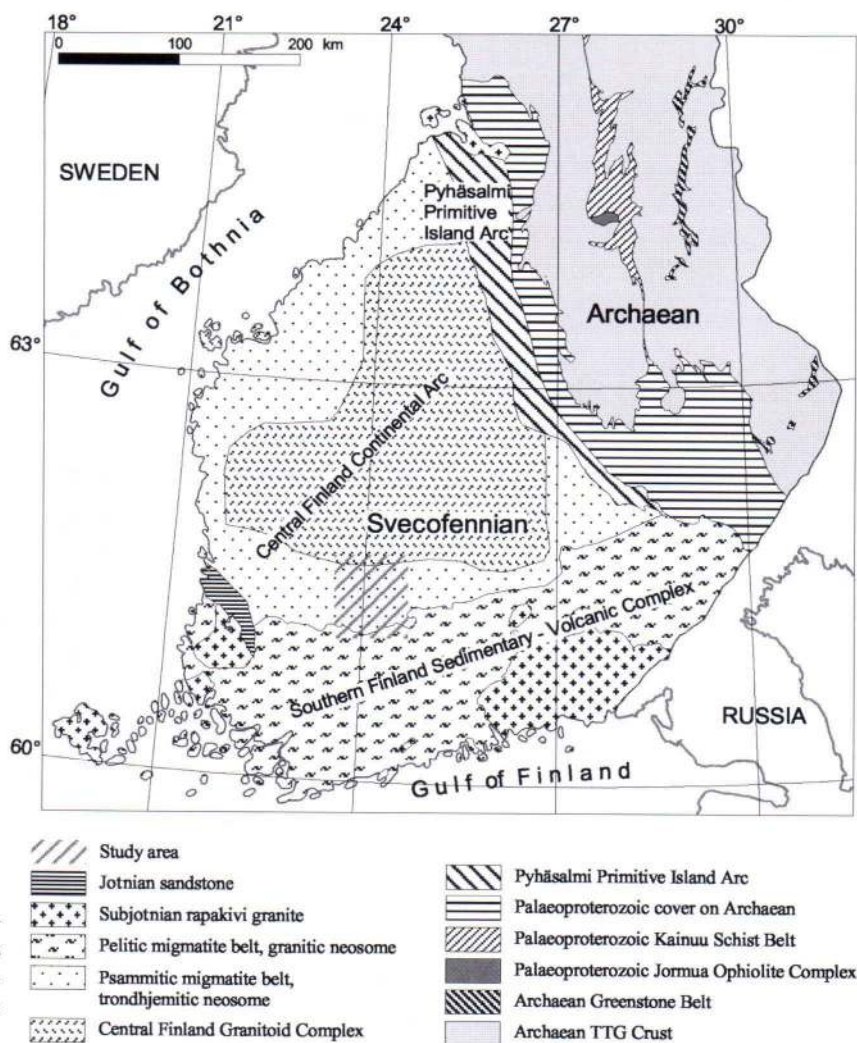 18° 21° 24° 27° 30°
0 100 200 km
SWEDEN
Pyhäsalmi
Primitive
Island Arc
Gulf of Bothnia
Archaean
63°
Central Finland Continental Arc
Svecofennian
Southern Finland Sedimentary - Volcanic Complex
RUSSIA
60°
Gulf of Finland
Study area
Jotnian sandstone
Subjotnian rapakivi granite
Pelitic migmatite belt, granitic neosome
Psammitic migmatite belt,
trondhjemitic neosome
Central Finland Granitoid Complex
Pyhäsalmi Primitive Island Arc
Palaeoproterozoic cover on Archaean
Palaeoproterozoic Kainuu Schist Belt
Palaeoproterozoic Jormua Ophiolite Complex
Archaean Greenstone Belt
Archaean TTG Crust